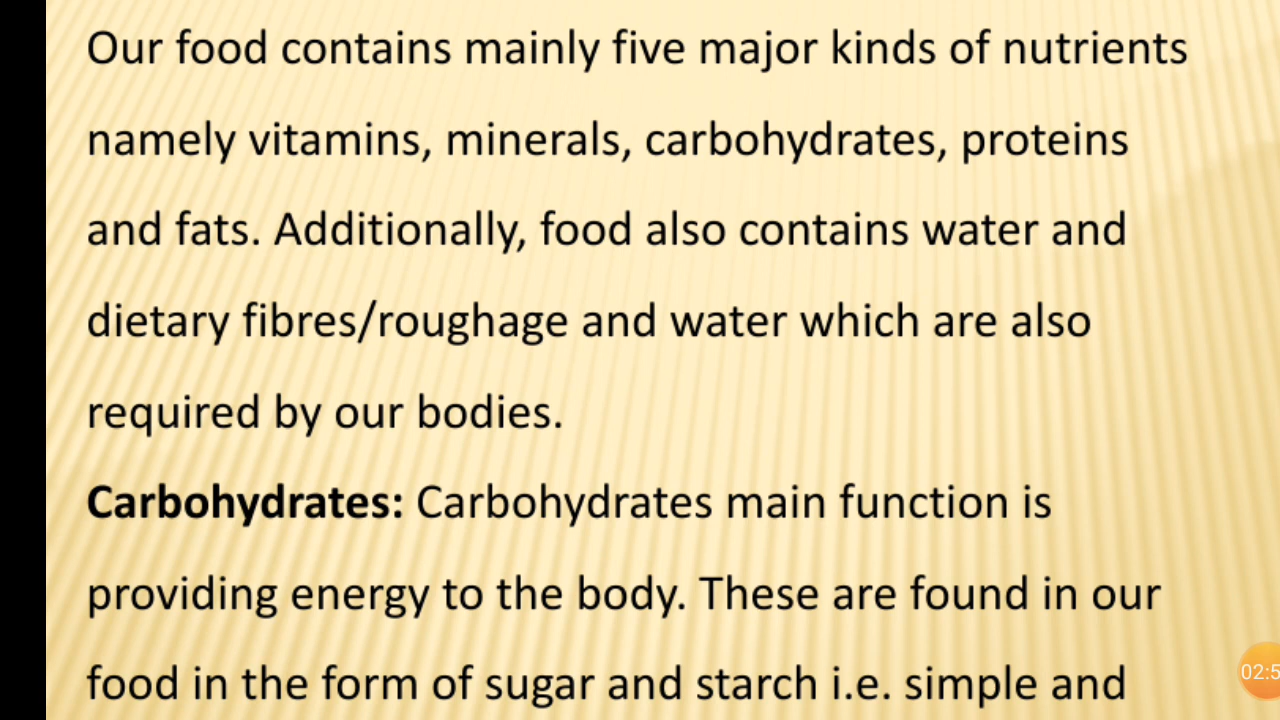 Our food contains mainly five major kinds of nutrients
namely vitamins, minerals, carbohydrates, proteins
and fats. Additionally, food also contains water and
dietary fibres/roughage and water which are also
required by our bodies.
Carbohydrates: Carbohydrates main function is
providing energy to the body. These are found in our
food in the form of sugar and starch i.e. simple and
02:5